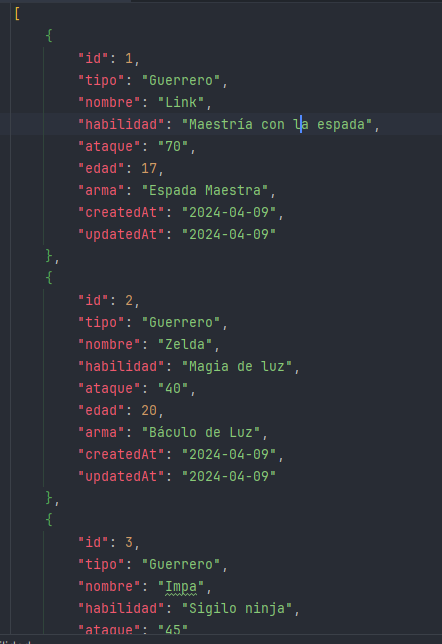 [
{
"id": 1,
"tipo": "Guerrero",
"nombre": "Link",
"habilidad": "Maestría con la espada",
"ataque": "70",
"edad": 17,
"arma": "Espada Maestra",
"createdAt": "2024-04-09",
"updatedAt": "2024-04-09"
},
{
"id": 2,
"tipo": "Guerrero",
"nombre": "Zelda",
"habilidad": "Magia de luz",
"ataque": "40",
"edad": 20,
"arma": "Báculo de Luz",
"createdAt": "2024-04-09",
"updatedAt": "2024-04-09"
},
{
"id": 3,
"tipo": "Guerrero",
"nombre": "Impa",
"habilidad": "Sigilo ninja",
"ataque": "45"